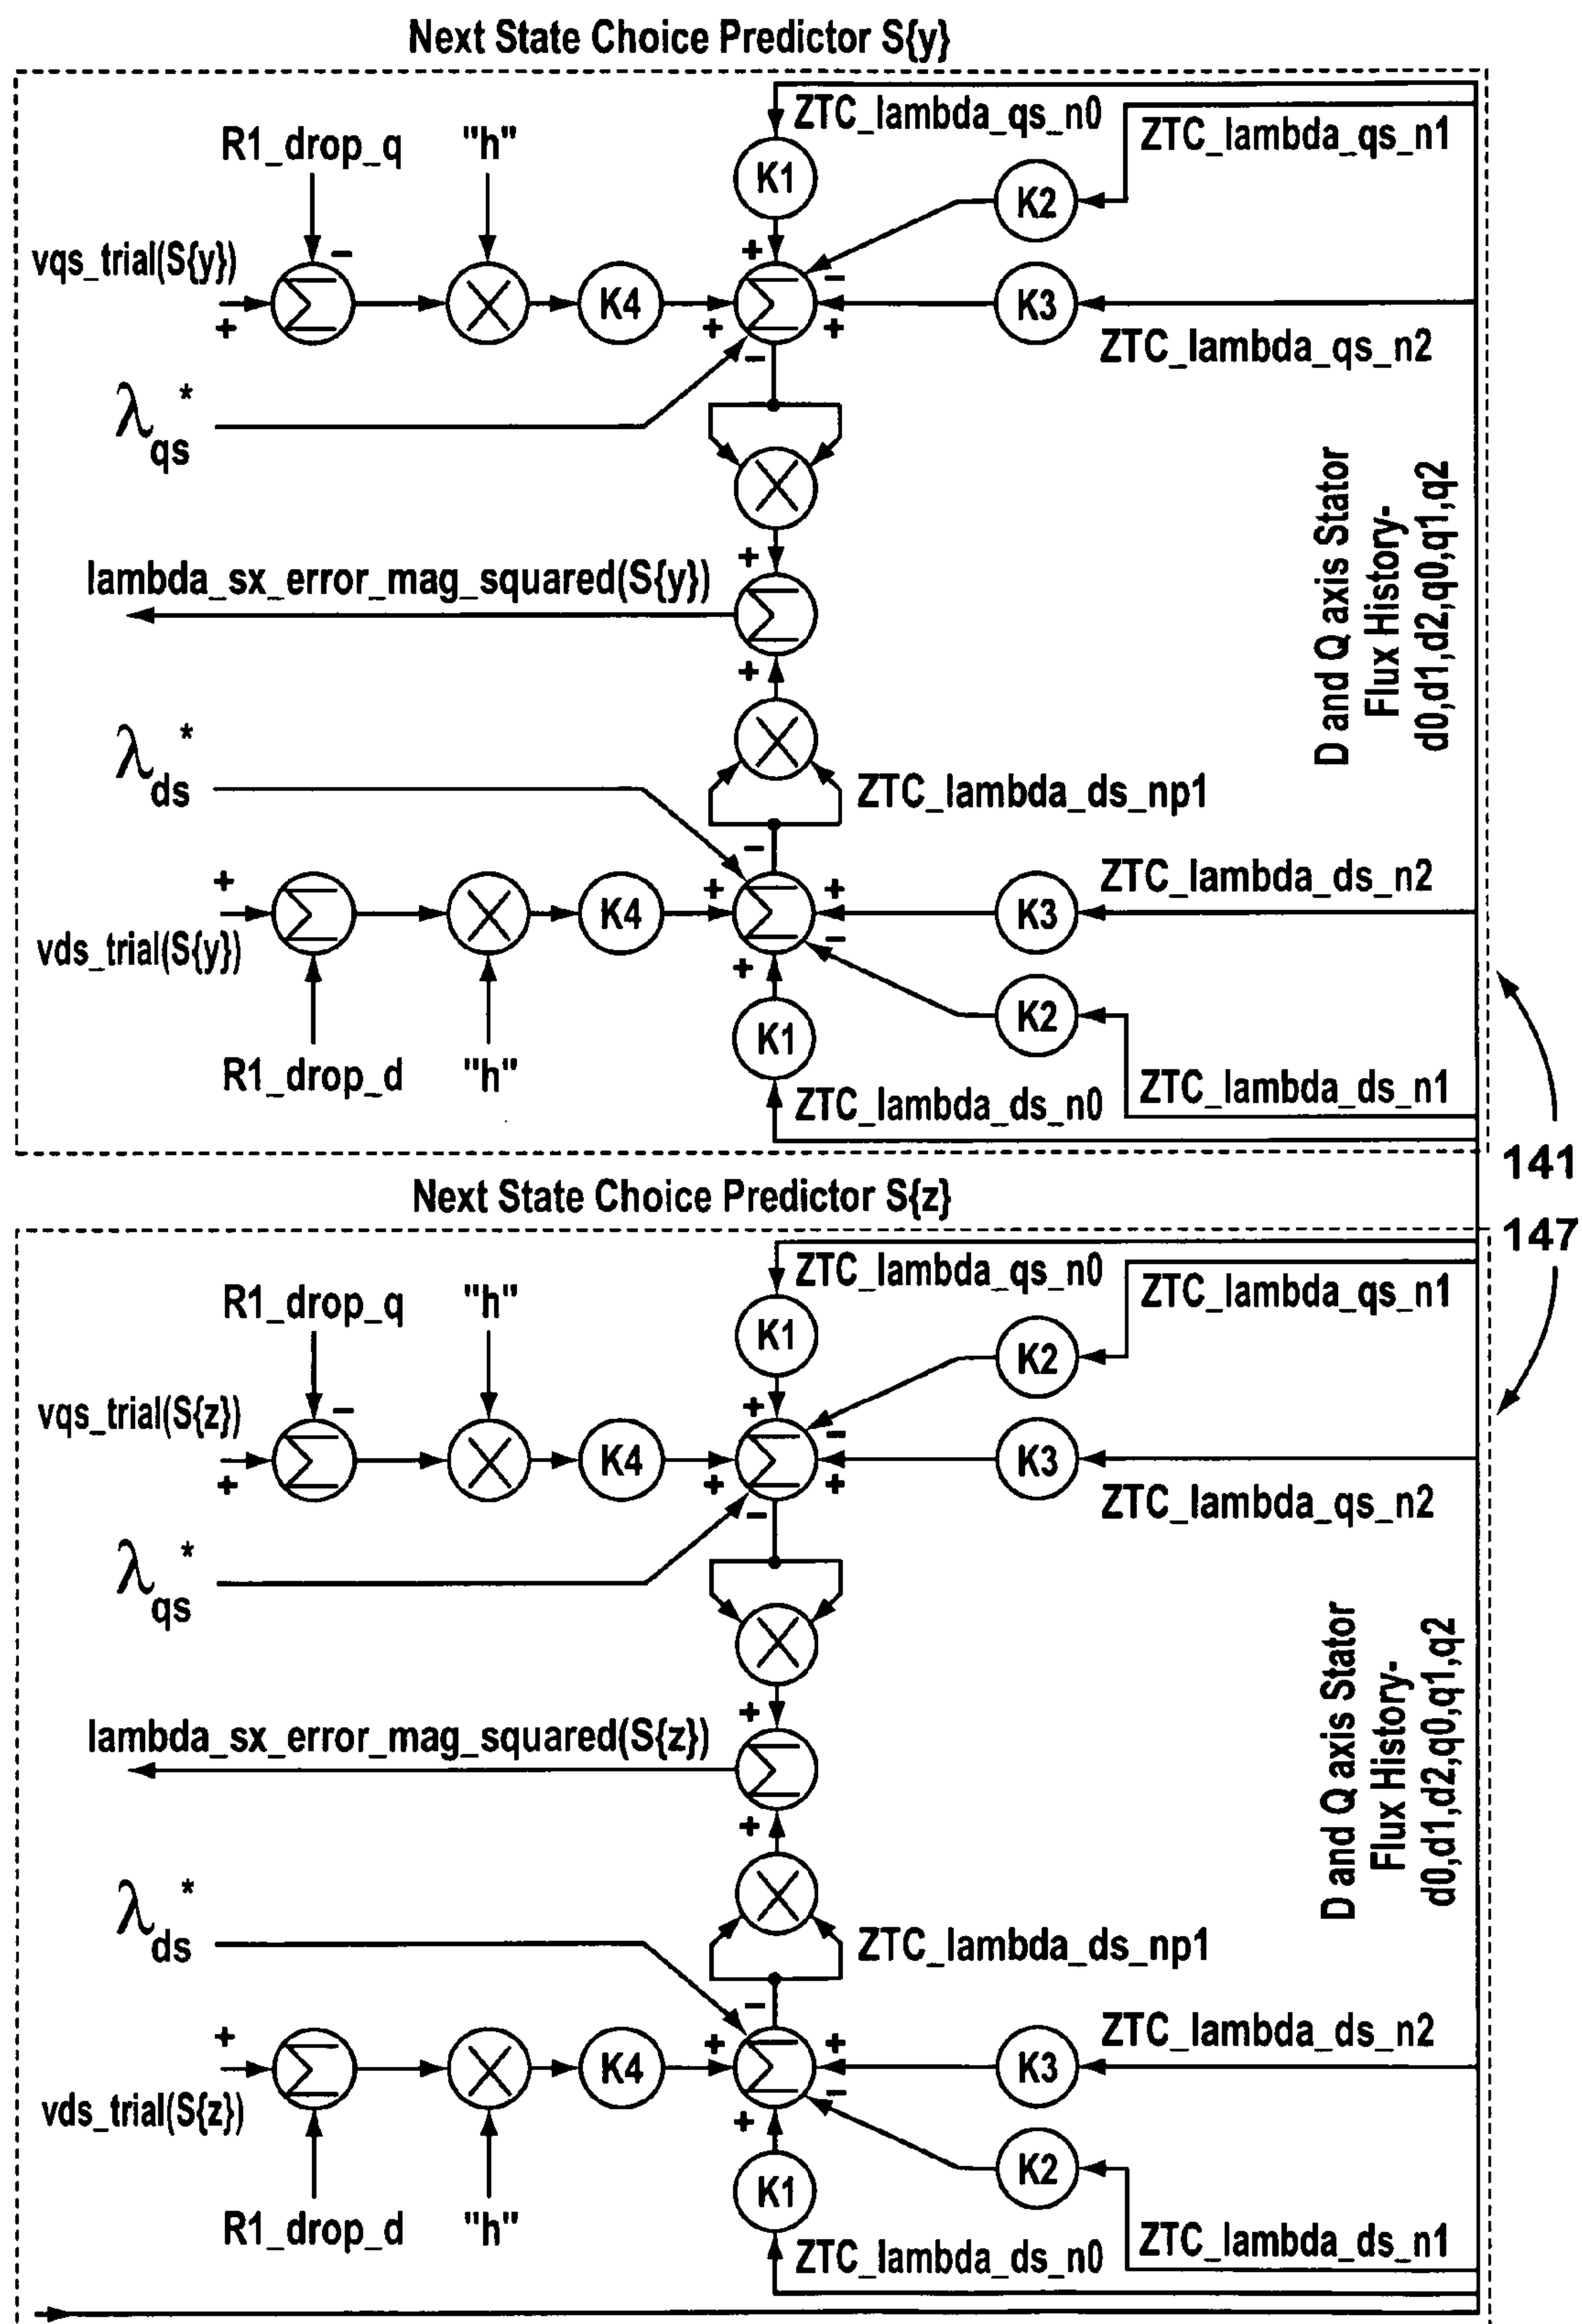 Next State Choice Predictor S{y}
ZTC_lambda_qs_n0
ZTC_lambda_qs_n1
R1_drop_q
"h"
K1
K2
vqs_trial(S{y})
−
+
−
+
K4
+
+
K3
ZTC_lambda_qs_n2
−
λqs*
+
lambda_sx_error_mag_squared(S{y})
+
D and Q axis Stator
Flux History-
d0,d1,d2,q0,q1,q2
λds*
ZTC_lambda_ds_np1
−
ZTC_lambda_ds_n2
+
K4
+
+
K3
vds_trial(S{y})
−
+
K2
K1
R1_drop_d
"h"
ZTC_lambda_ds_n1
ZTC_lambda_ds_n0
141
Next State Choice Predictor S{z}
147
ZTC_lambda_qs_n0
ZTC_lambda_qs_n1
R1_drop_q
"h"
K1
K2
vqs_trial(S{z})
−
+
−
+
K4
+
+
K3
ZTC_lambda_qs_n2
−
λqs*
+
lambda_sx_error_mag_squared(S{z})
+
D and Q axis Stator
Flux History-
d0,d1,d2,q0,q1,q2
λds*
ZTC_lambda_ds_np1
−
ZTC_lambda_ds_n2
+
K4
+
+
K3
vds_trial(S{z})
−
+
K2
K1
R1_drop_d
"h"
ZTC_lambda_ds_n1
ZTC_lambda_ds_n0